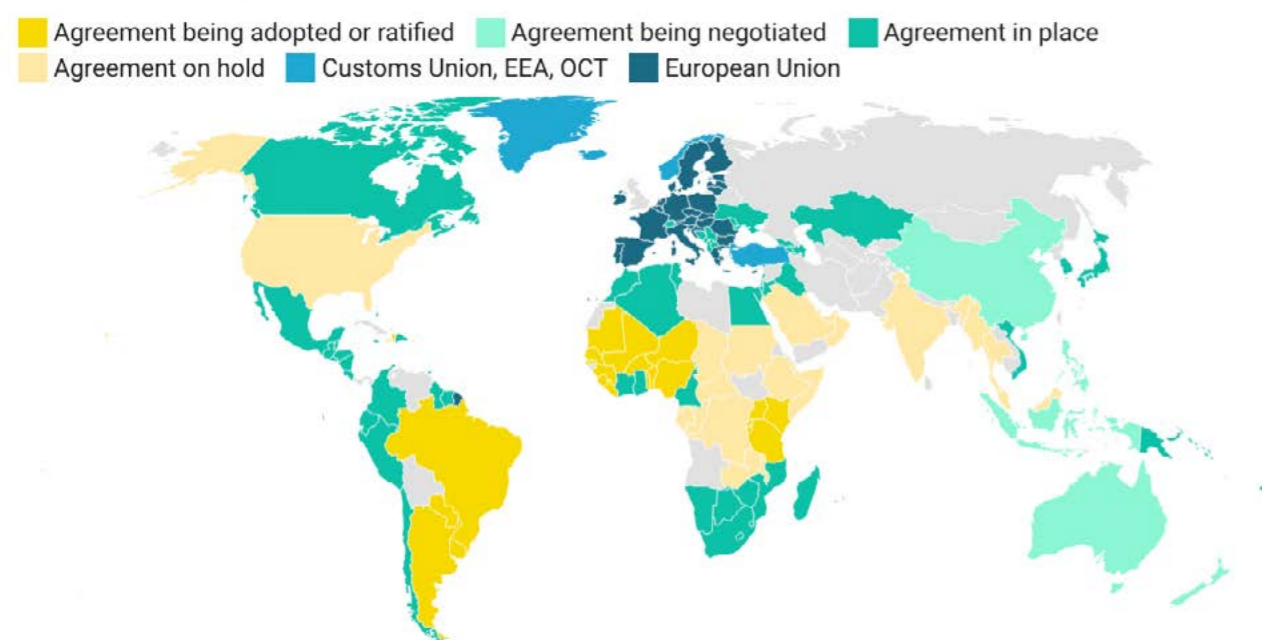 Agreement being adopted or ratified Agreement being negotiated Agreement in place
Agreement on hold Customs Union, EEA, OCT European Union